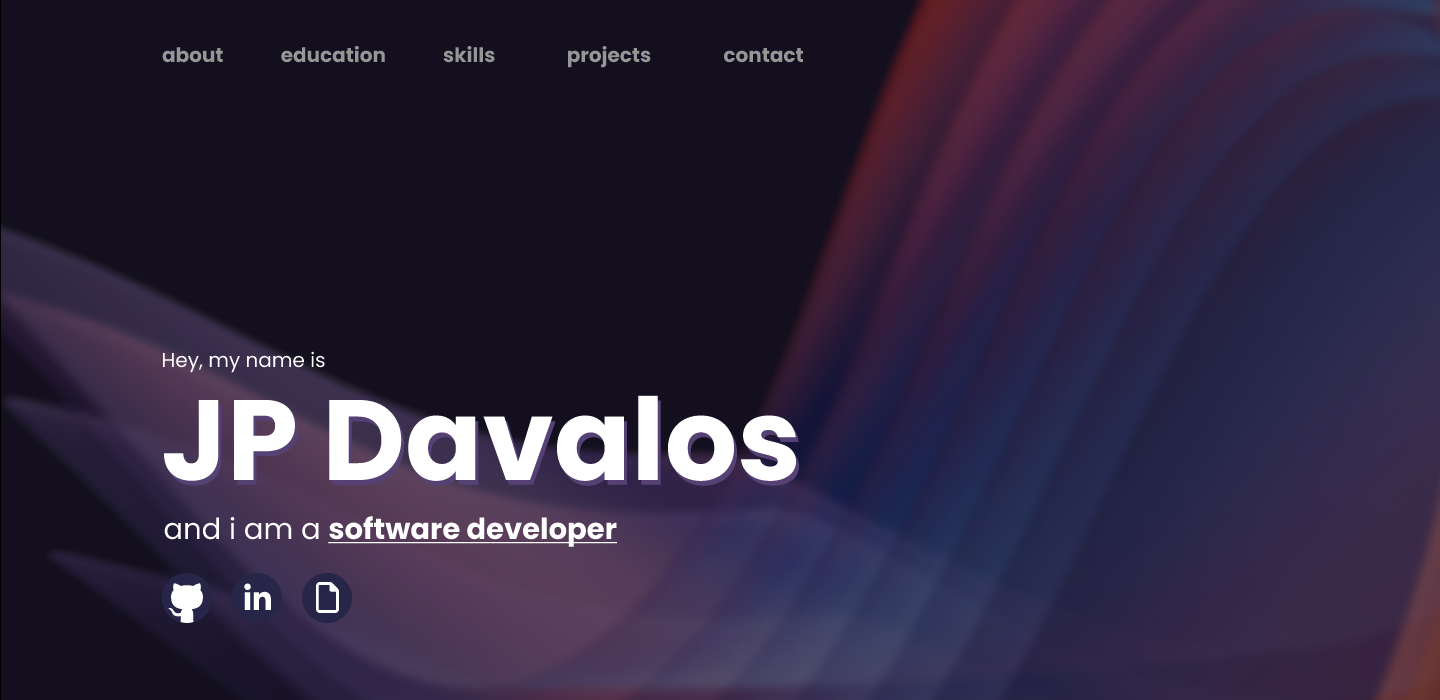 about education skills projects contact
Hey, my name is
JP Davalos
and i am a software developer
in